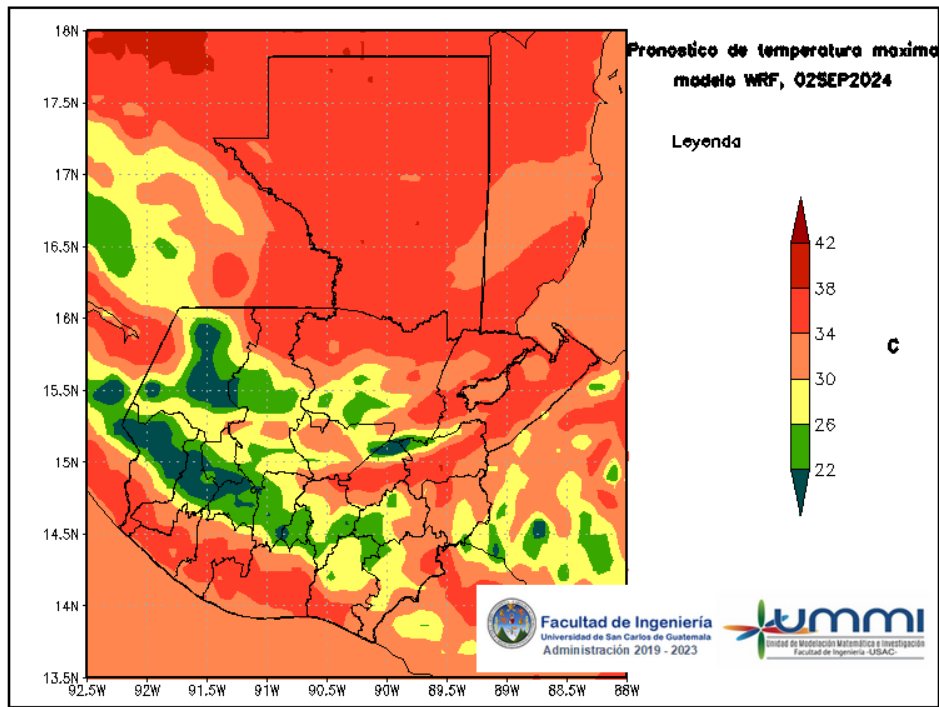 Pronostico de temperatura maxima
modelo WRF, 02SEP2024
Leyenda
42
38
34
30
26
22
C
18N
17.5N
17N
16.5N
16N
15.5N
15N
14.5N
14N
13.5N
92.5W 92W 91.5W 91W 90.5W 90W 89.5W 89W 88.5W 88W
Facultad de Ingeniería
Universidad de San Carlos de Guatemala
Administración 2019 - 2023
UMMI
Unidad de Modelación Matemática e Investigación
Facultad de Ingeniería -USAC-